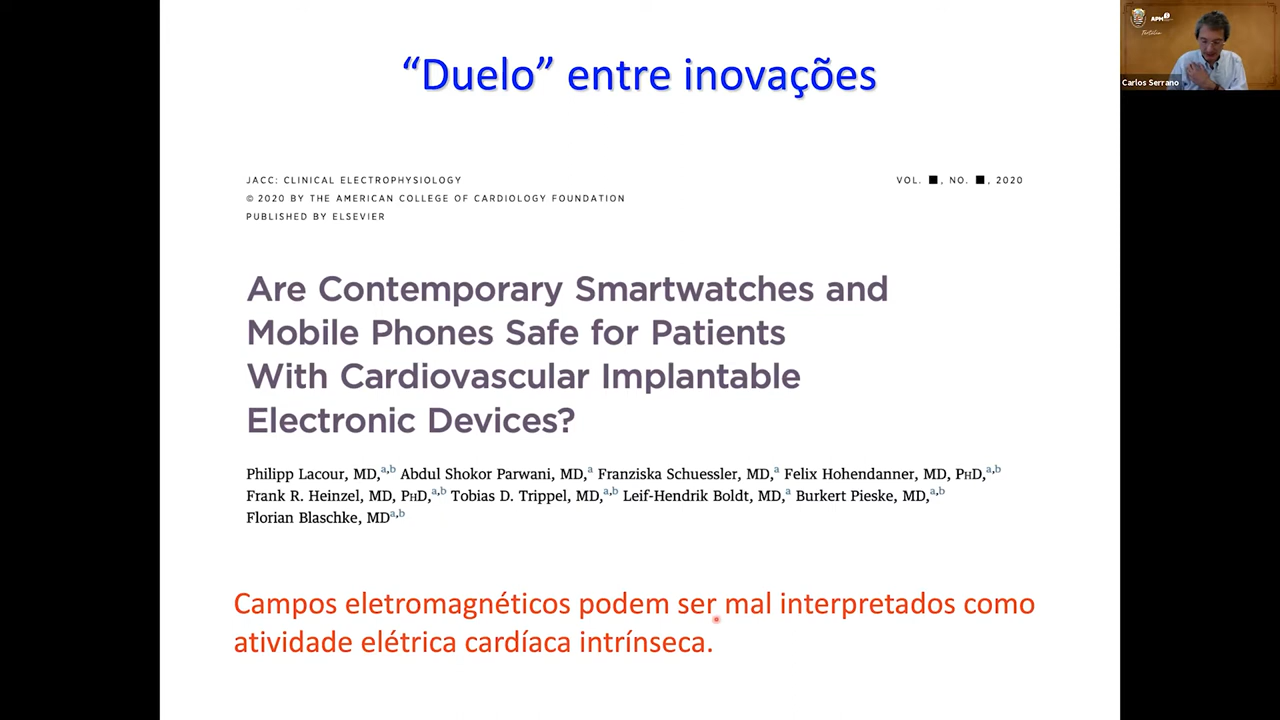 “Duelo” entre inovações
JACC: CLINICAL ELECTROPHYSIOLOGY
VOL. ■, NO. ■, 2020
© 2020 BY THE AMERICAN COLLEGE OF CARDIOLOGY FOUNDATION
PUBLISHED BY ELSEVIER
Are Contemporary Smartwatches and
Mobile Phones Safe for Patients
With Cardiovascular Implantable
Electronic Devices?
Philipp Lacour, MD,a,b Abdul Shokor Parwani, MD,a Franziska Schuessler, MD,a Felix Hohendanner, MD, PhD,a,b
Frank R. Heinzel, MD, PhD,a,b Tobias D. Trippel, MD,a,b Leif-Hendrik Boldt, MD,a Burkert Pieske, MD,a,b
Florian Blaschke, MDa,b
Campos eletromagnéticos podem ser mal interpretados como
atividade elétrica cardíaca intrínseca.
APM
Carlos Serrano